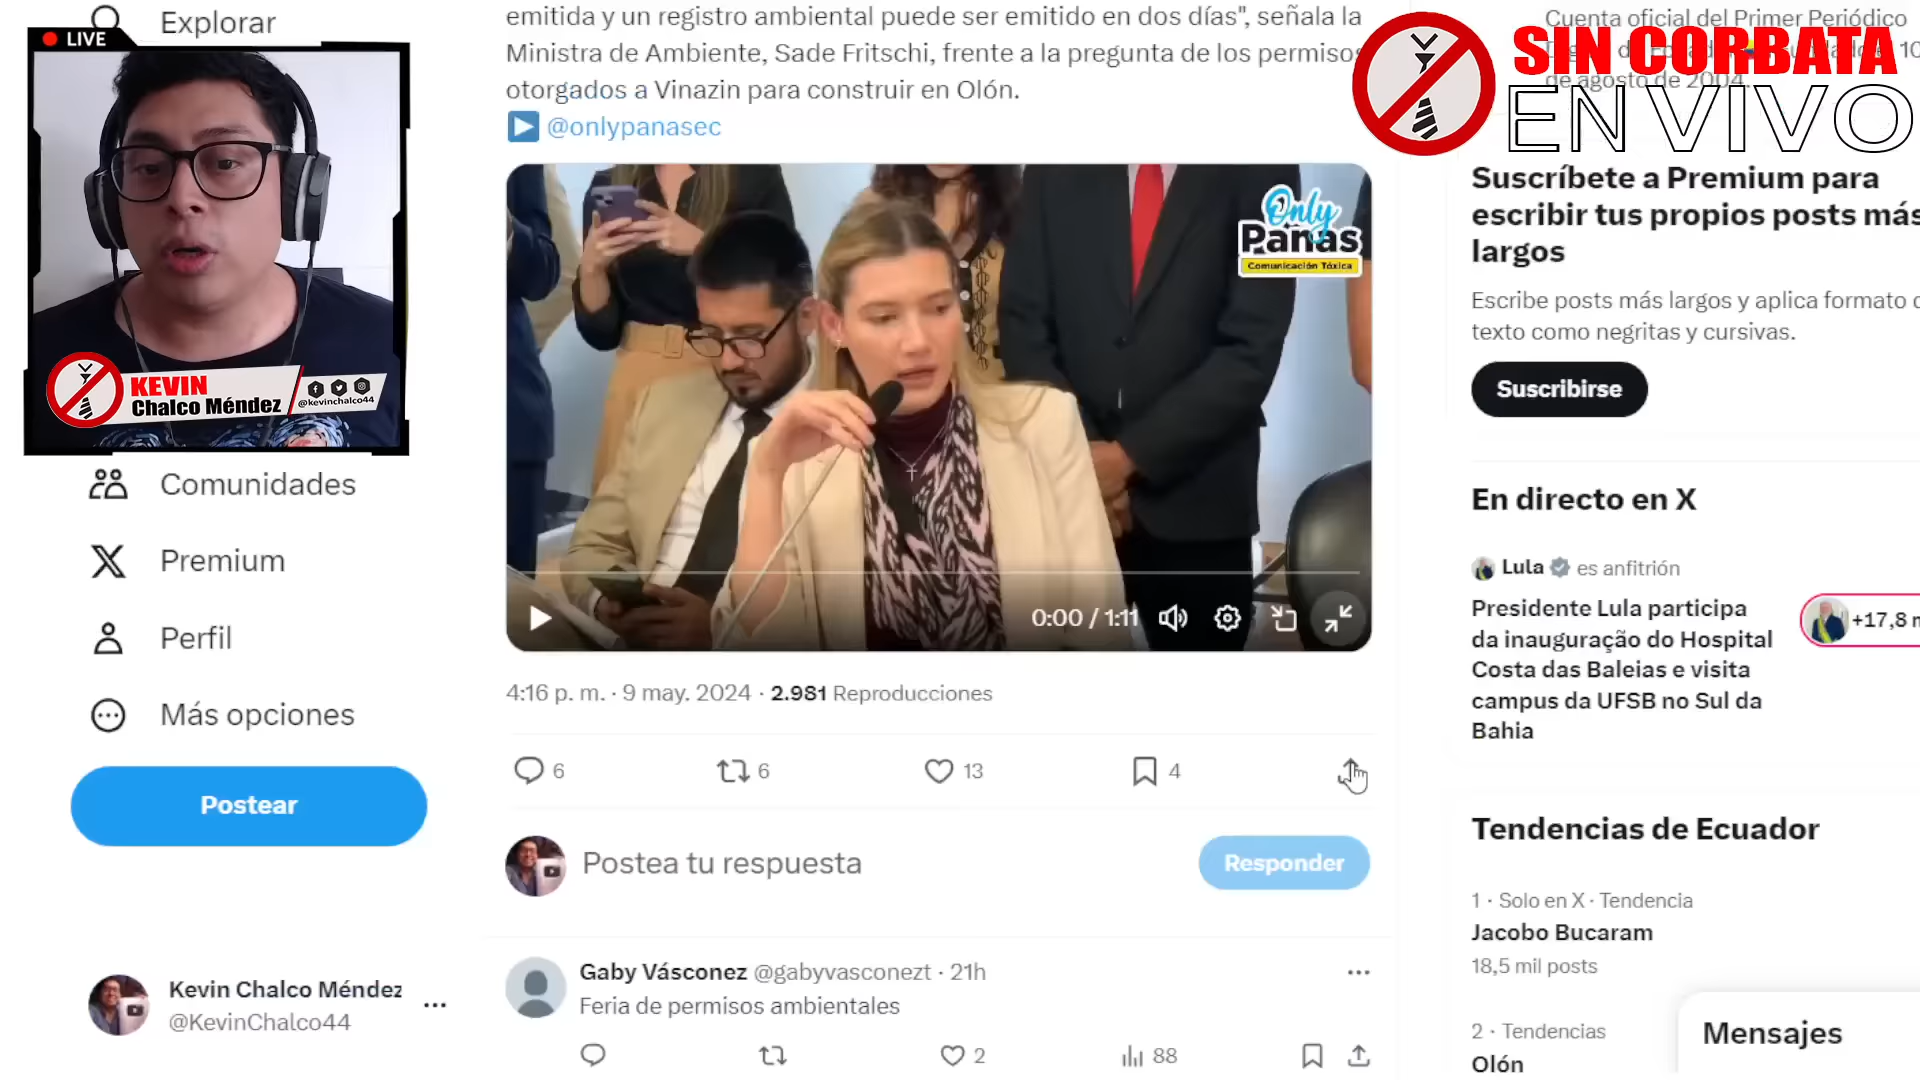 Explorar
LIVE
KEVIN
Chalco Méndez
@kevinchalco44
Comunidades
Premium
Perfil
Más opciones
Postear
Kevin Chalco Méndez
@KevinChalco44
emitida y un registro ambiental puede ser emitido en dos días", señala la
Ministra de Ambiente, Sade Fritschi, frente a la pregunta de los permisos
otorgados a Vinazin para construir en Olón.
@onlypanasec
Only
Panas
Comunicación Tóxica
0:00 / 1:11
4:16 p. m. · 9 may. 2024 · 2.981 Reproducciones
6
6
13
4
Postea tu respuesta
Responder
Gaby Vásconez @gabyvasconezt · 21h
Feria de permisos ambientales
2
88
Cuenta oficial del Primer Periódico
de agosto de 2004.
SIN CORBATA
EN VIVO
Suscríbete a Premium para
escribir tus propios posts más
largos
Escribe posts más largos y aplica formato
texto como negritas y cursivas.
Suscribirse
En directo en X
Lula es anfitrión
Presidente Lula participa
da inauguração do Hospital
Costa das Baleias e visita
campus da UFSB no Sul da
Bahia
+17,8
Tendencias de Ecuador
1 · Solo en X · Tendencia
Jacobo Bucaram
18,5 mil posts
2 · Tendencias
Olón
Mensajes